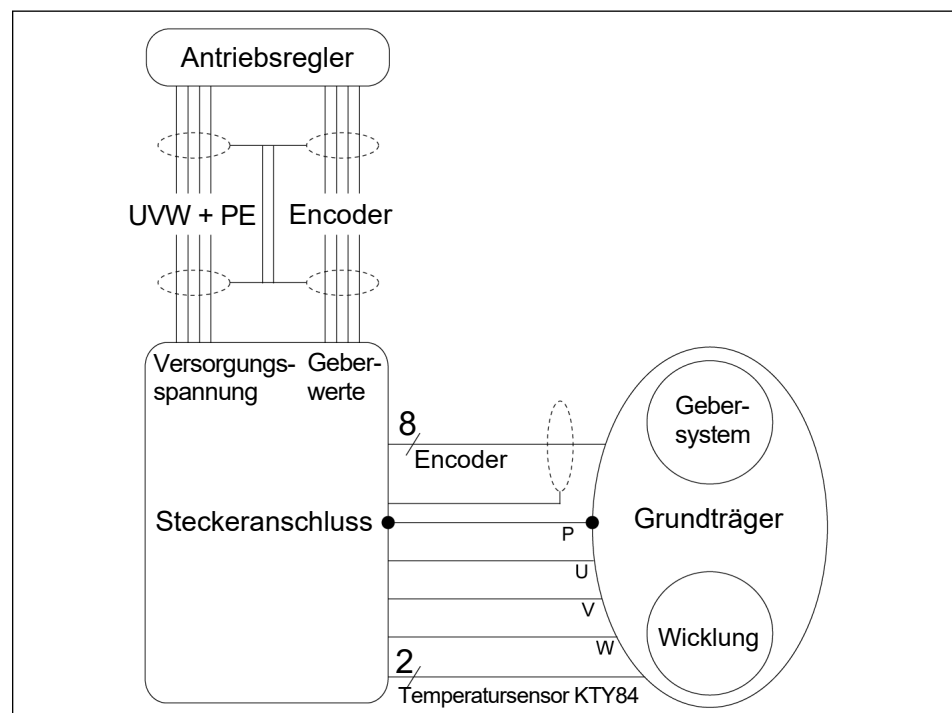 Antriebsregler
UVW + PE
Encoder
Versorgungs-
spannung
Geber-
werte
8
Encoder
Geber-
system
Steckeranschluss
Grundträger
P
U
V
W
Wicklung
2
Temperatursensor KTY84